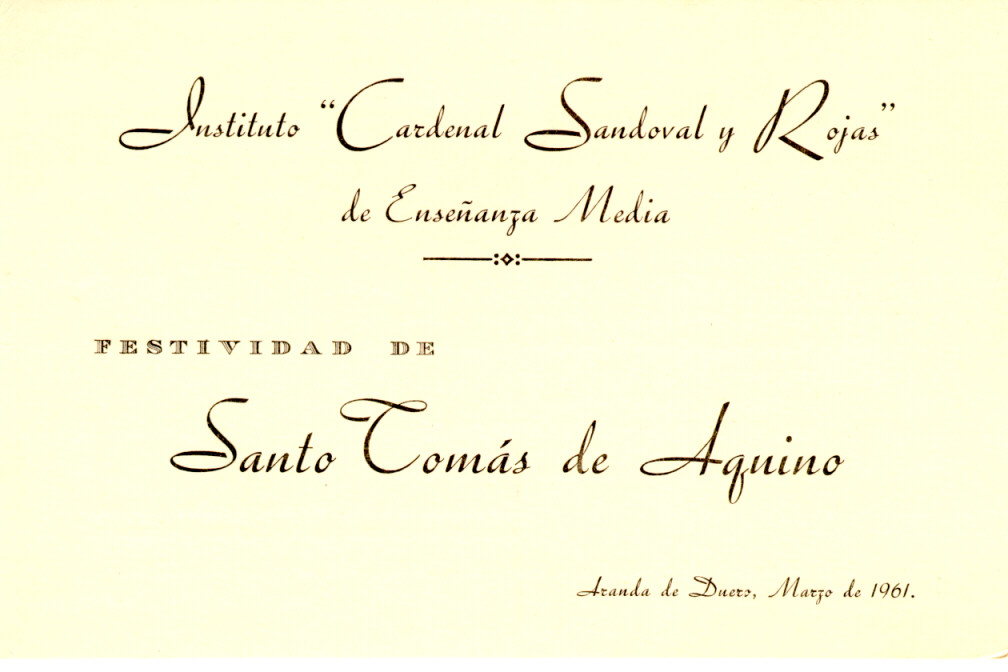 Instituto "Cardenal Sandoval y Rojas"
de Enseñanza Media
FESTIVIDAD DE
Santo Tomás de Aquino
Aranda de Duero, Marzo de 1961.